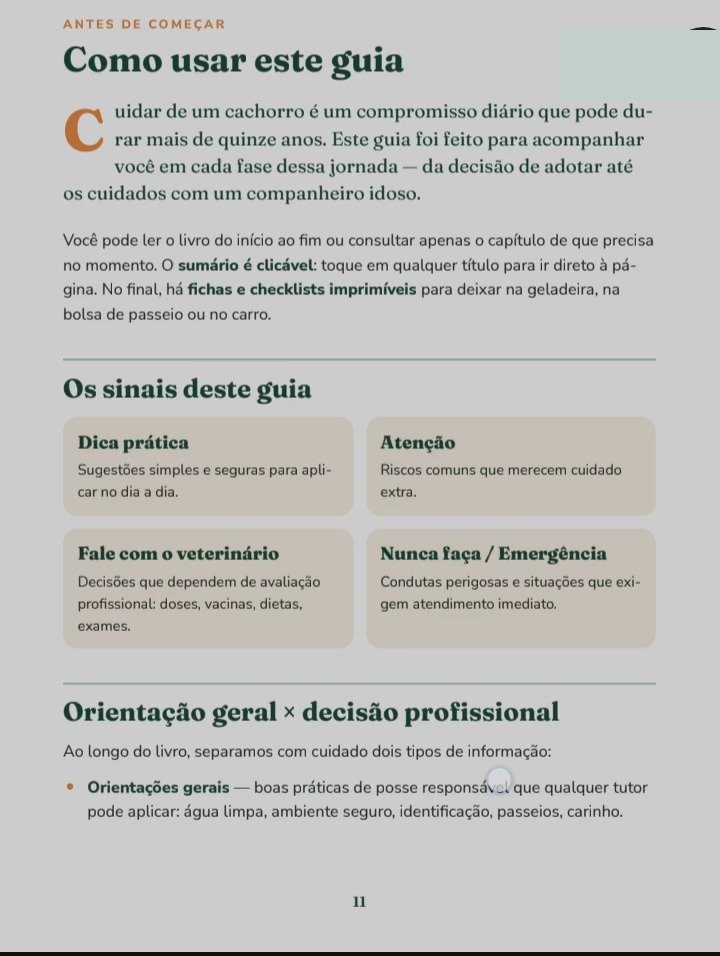 ANTES DE COMEÇAR
Como usar este guia
Cuidar de um cachorro é um compromisso diário que pode du-
rar mais de quinze anos. Este guia foi feito para acompanhar
você em cada fase dessa jornada — da decisão de adotar até
os cuidados com um companheiro idoso.
Você pode ler o livro do início ao fim ou consultar apenas o capítulo de que precisa
no momento. O sumário é clicável: toque em qualquer título para ir direto à pá-
gina. No final, há fichas e checklists imprimíveis para deixar na geladeira, na
bolsa de passeio ou no carro.
Os sinais deste guia
Dica prática
Sugestões simples e seguras para apli-
car no dia a dia.
Atenção
Riscos comuns que merecem cuidado
extra.
Fale com o veterinário
Decisões que dependem de avaliação
profissional: doses, vacinas, dietas,
exames.
Nunca faça / Emergência
Condutas perigosas e situações que exi-
gem atendimento imediato.
Orientação geral × decisão profissional
Ao longo do livro, separamos com cuidado dois tipos de informação:
• Orientações gerais — boas práticas de posse responsável que qualquer tutor
pode aplicar: água limpa, ambiente seguro, identificação, passeios, carinho.
11